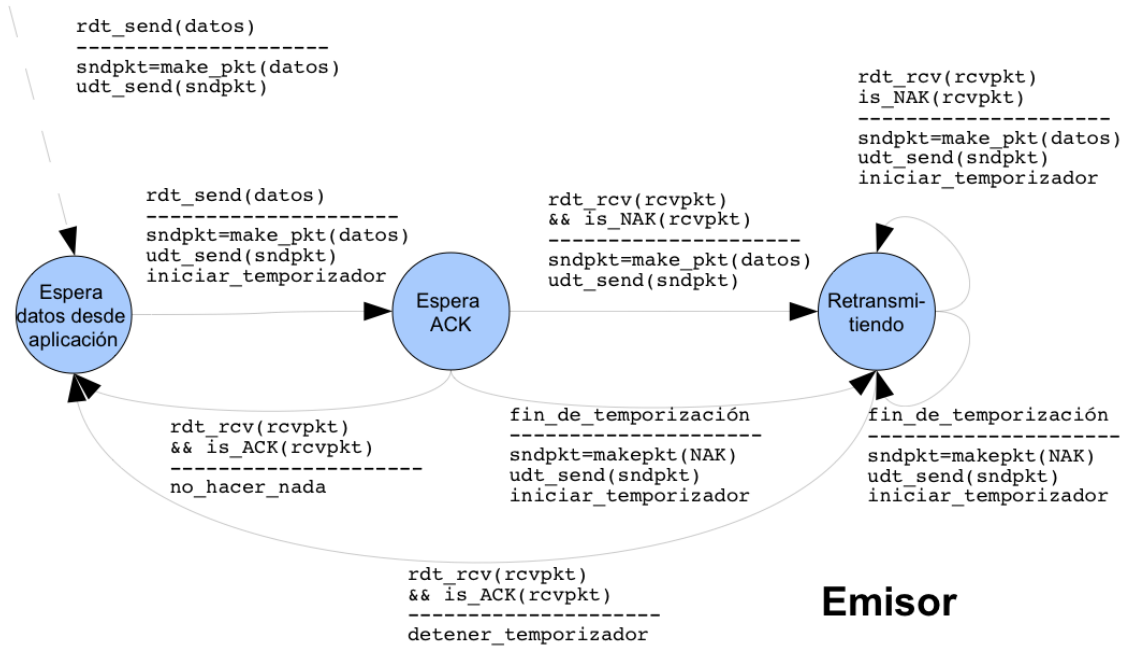 rdt_send(datos)
---------------------
sndpkt=make_pkt(datos)
udt_send(sndpkt)
rdt_rcv(rcvpkt)
is_NAK(rcvpkt)
---------------------
sndpkt=make_pkt(datos)
udt_send(sndpkt)
iniciar_temporizador
rdt_send(datos)
---------------------
sndpkt=make_pkt(datos)
udt_send(sndpkt)
iniciar_temporizador
rdt_rcv(rcvpkt)
&& is_NAK(rcvpkt)
---------------------
sndpkt=make_pkt(datos)
udt_send(sndpkt)
Espera
datos desde
aplicación
Espera
ACK
Retransmi-
tiendo
rdt_rcv(rcvpkt)
&& is_ACK(rcvpkt)
---------------------
no_hacer_nada
fin_de_temporización
---------------------
sndpkt=makepkt(NAK)
udt_send(sndpkt)
iniciar_temporizador
fin_de_temporización
---------------------
sndpkt=makepkt(NAK)
udt_send(sndpkt)
iniciar_temporizador
rdt_rcv(rcvpkt)
&& is_ACK(rcvpkt)
---------------------
detener_temporizador
Emisor